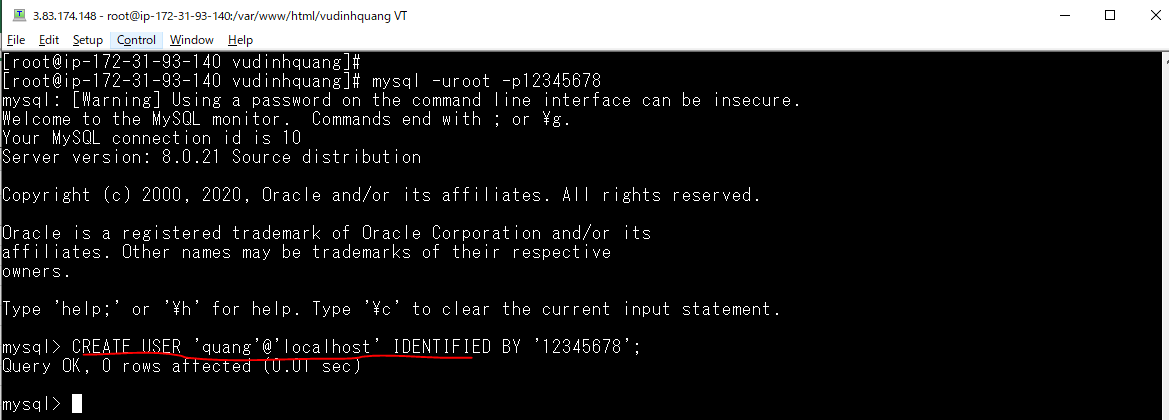 3.83.174.148 - root@ip-172-31-93-140:/var/www/html/vudinhquang VT
File Edit Setup Control Window Help
[root@ip-172-31-93-140 vudinhquang]#
[root@ip-172-31-93-140 vudinhquang]# mysql -uroot -p12345678
mysql: [Warning] Using a password on the command line interface can be insecure.
Welcome to the MySQL monitor.  Commands end with ; or ¥g.
Your MySQL connection id is 10
Server version: 8.0.21 Source distribution
Copyright (c) 2000, 2020, Oracle and/or its affiliates. All rights reserved.
Oracle is a registered trademark of Oracle Corporation and/or its
affiliates. Other names may be trademarks of their respective
owners.
Type 'help;' or '¥h' for help. Type '¥c' to clear the current input statement.
mysql> CREATE USER 'quang'@'localhost' IDENTIFIED BY '12345678';
Query OK, 0 rows affected (0.01 sec)
mysql>